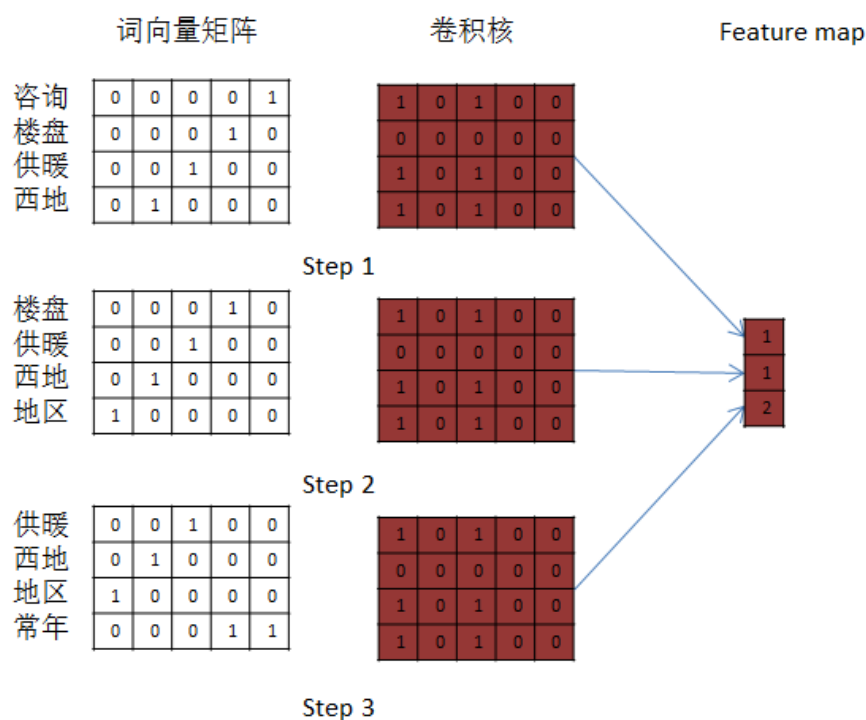 词向量矩阵 卷积核 Feature map
咨询 0 0 0 0 1 1 0 1 0 0
楼盘 0 0 0 1 0 0 0 0 0 0
供暖 0 0 1 0 0 1 0 1 0 0
西地 0 1 0 0 0 1 0 1 0 0
Step 1
楼盘 0 0 0 1 0 1 0 1 0 0
供暖 0 0 1 0 0 0 0 0 0 0 1
西地 0 1 0 0 0 1 0 1 0 0 1
地区 1 0 0 0 0 1 0 1 0 0 2
Step 2
供暖 0 0 1 0 0 1 0 1 0 0
西地 0 1 0 0 0 0 0 0 0 0
地区 1 0 0 0 0 1 0 1 0 0
常年 0 0 0 1 1 1 0 1 0 0
Step 3